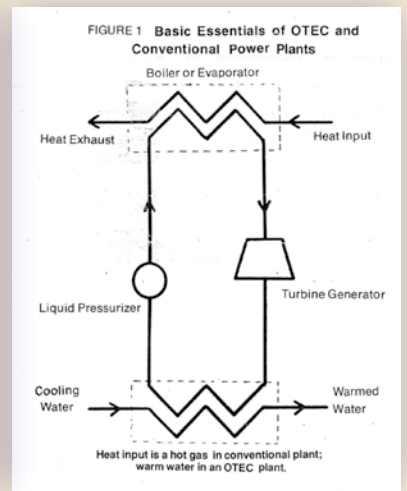 FIGURE 1 Basic Essentials of OTEC and
Conventional Power Plants
Boiler or Evaporator
Heat Exhaust
Heat Input
Liquid Pressurizer
Turbine Generator
Cooling
Water
Warmed
Water
Heat input is a hot gas in conventional plant;
warm water in an OTEC plant.